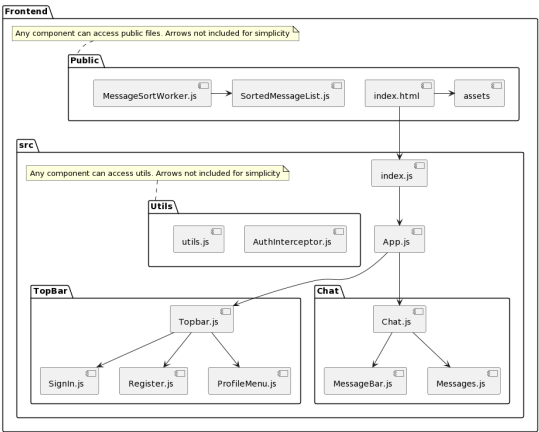 Frontend
Any component can access public files. Arrows not included for simplicity
Public
MessageSortWorker.js
SortedMessageList.js
index.html
assets
src
Any component can access utils. Arrows not included for simplicity
index.js
Utils
utils.js
AuthInterceptor.js
App.js
TopBar
Chat
Topbar.js
Chat.js
SignIn.js
Register.js
ProfileMenu.js
MessageBar.js
Messages.js